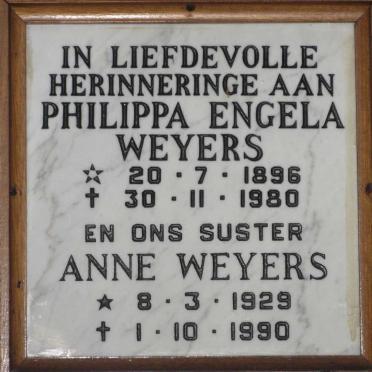 IN LIEFDEVOLLE
HERINNERINGE AAN
PHILIPPA ENGELA
WEYERS
☆ 20 · 7 · 1896
✝ 30 · 11 · 1980
EN ONS SUSTER
ANNE WEYERS
★ 8 · 3 · 1929
✝ 1 · 10 · 1990